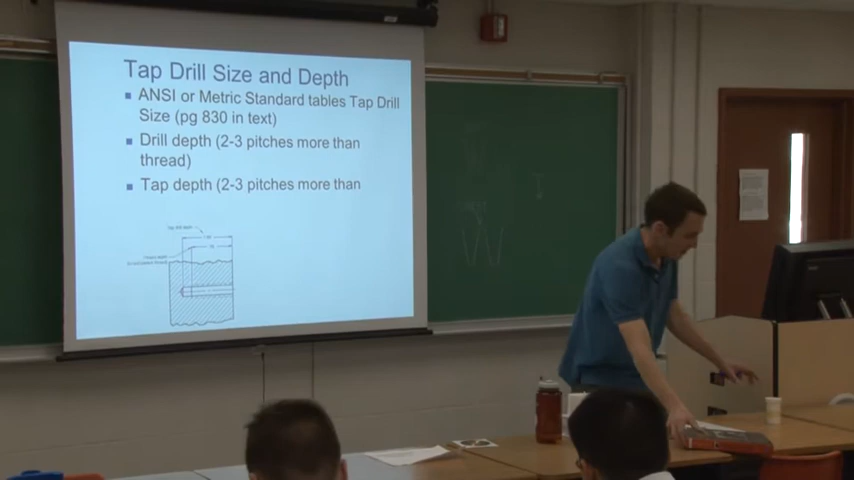 Tap Drill Size and Depth
ANSI or Metric Standard tables Tap Drill
Size (pg 830 in text)
Drill depth (2-3 pitches more than
thread)
Tap depth (2-3 pitches more than